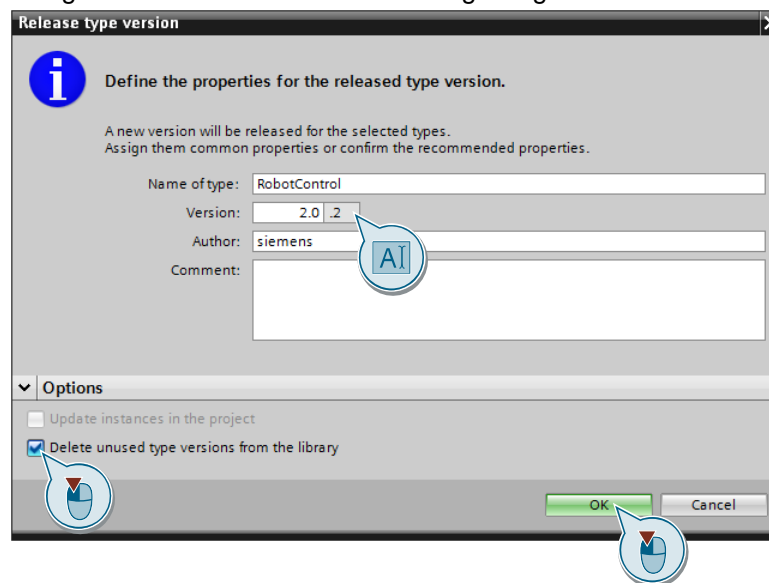 Release type version
Define the properties for the released type version.
A new version will be released for the selected types.
Assign them common properties or confirm the recommended properties.
Name of type: RobotControl
Version: 2.0 .2
Author: siemens
Comment:
Options
Update instances in the project
Delete unused type versions from the library
OK Cancel